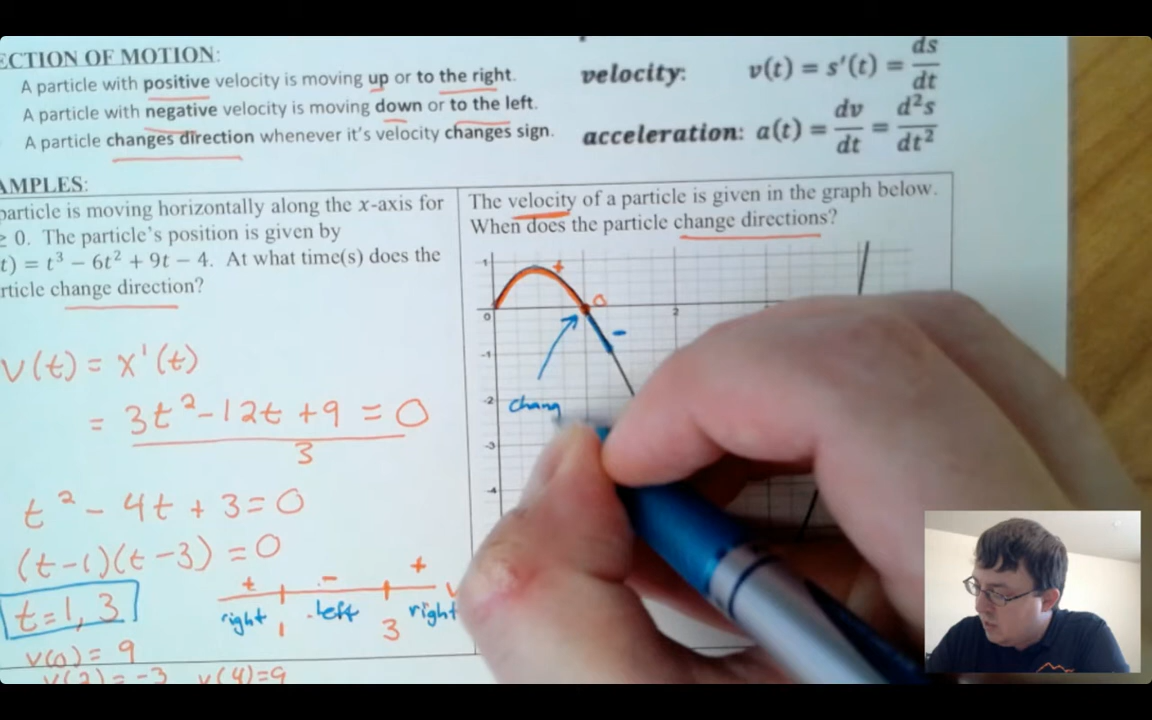 ECTION OF MOTION:
A particle with positive velocity is moving up or to the right.
A particle with negative velocity is moving down or to the left.
A particle changes direction whenever it's velocity changes sign.
velocity: v(t) = s'(t) = ds/dt
acceleration: a(t) = dv/dt = d²s/dt²
AMPLES:
particle is moving horizontally along the x-axis for
≥ 0. The particle's position is given by
t) = t³ − 6t² + 9t − 4. At what time(s) does the
rticle change direction?
v(t) = x'(t)
= 3t² − 12t + 9 = 0
3
t² − 4t + 3 = 0
(t−1)(t−3) = 0
t = 1, 3
+ − +
right left right
1 3
v(0) = 9
v(2) = −3 v(4) = 9
The velocity of a particle is given in the graph below.
When does the particle change directions?
1
+
0
0
2
-1
−
-2
chang
-3
-4